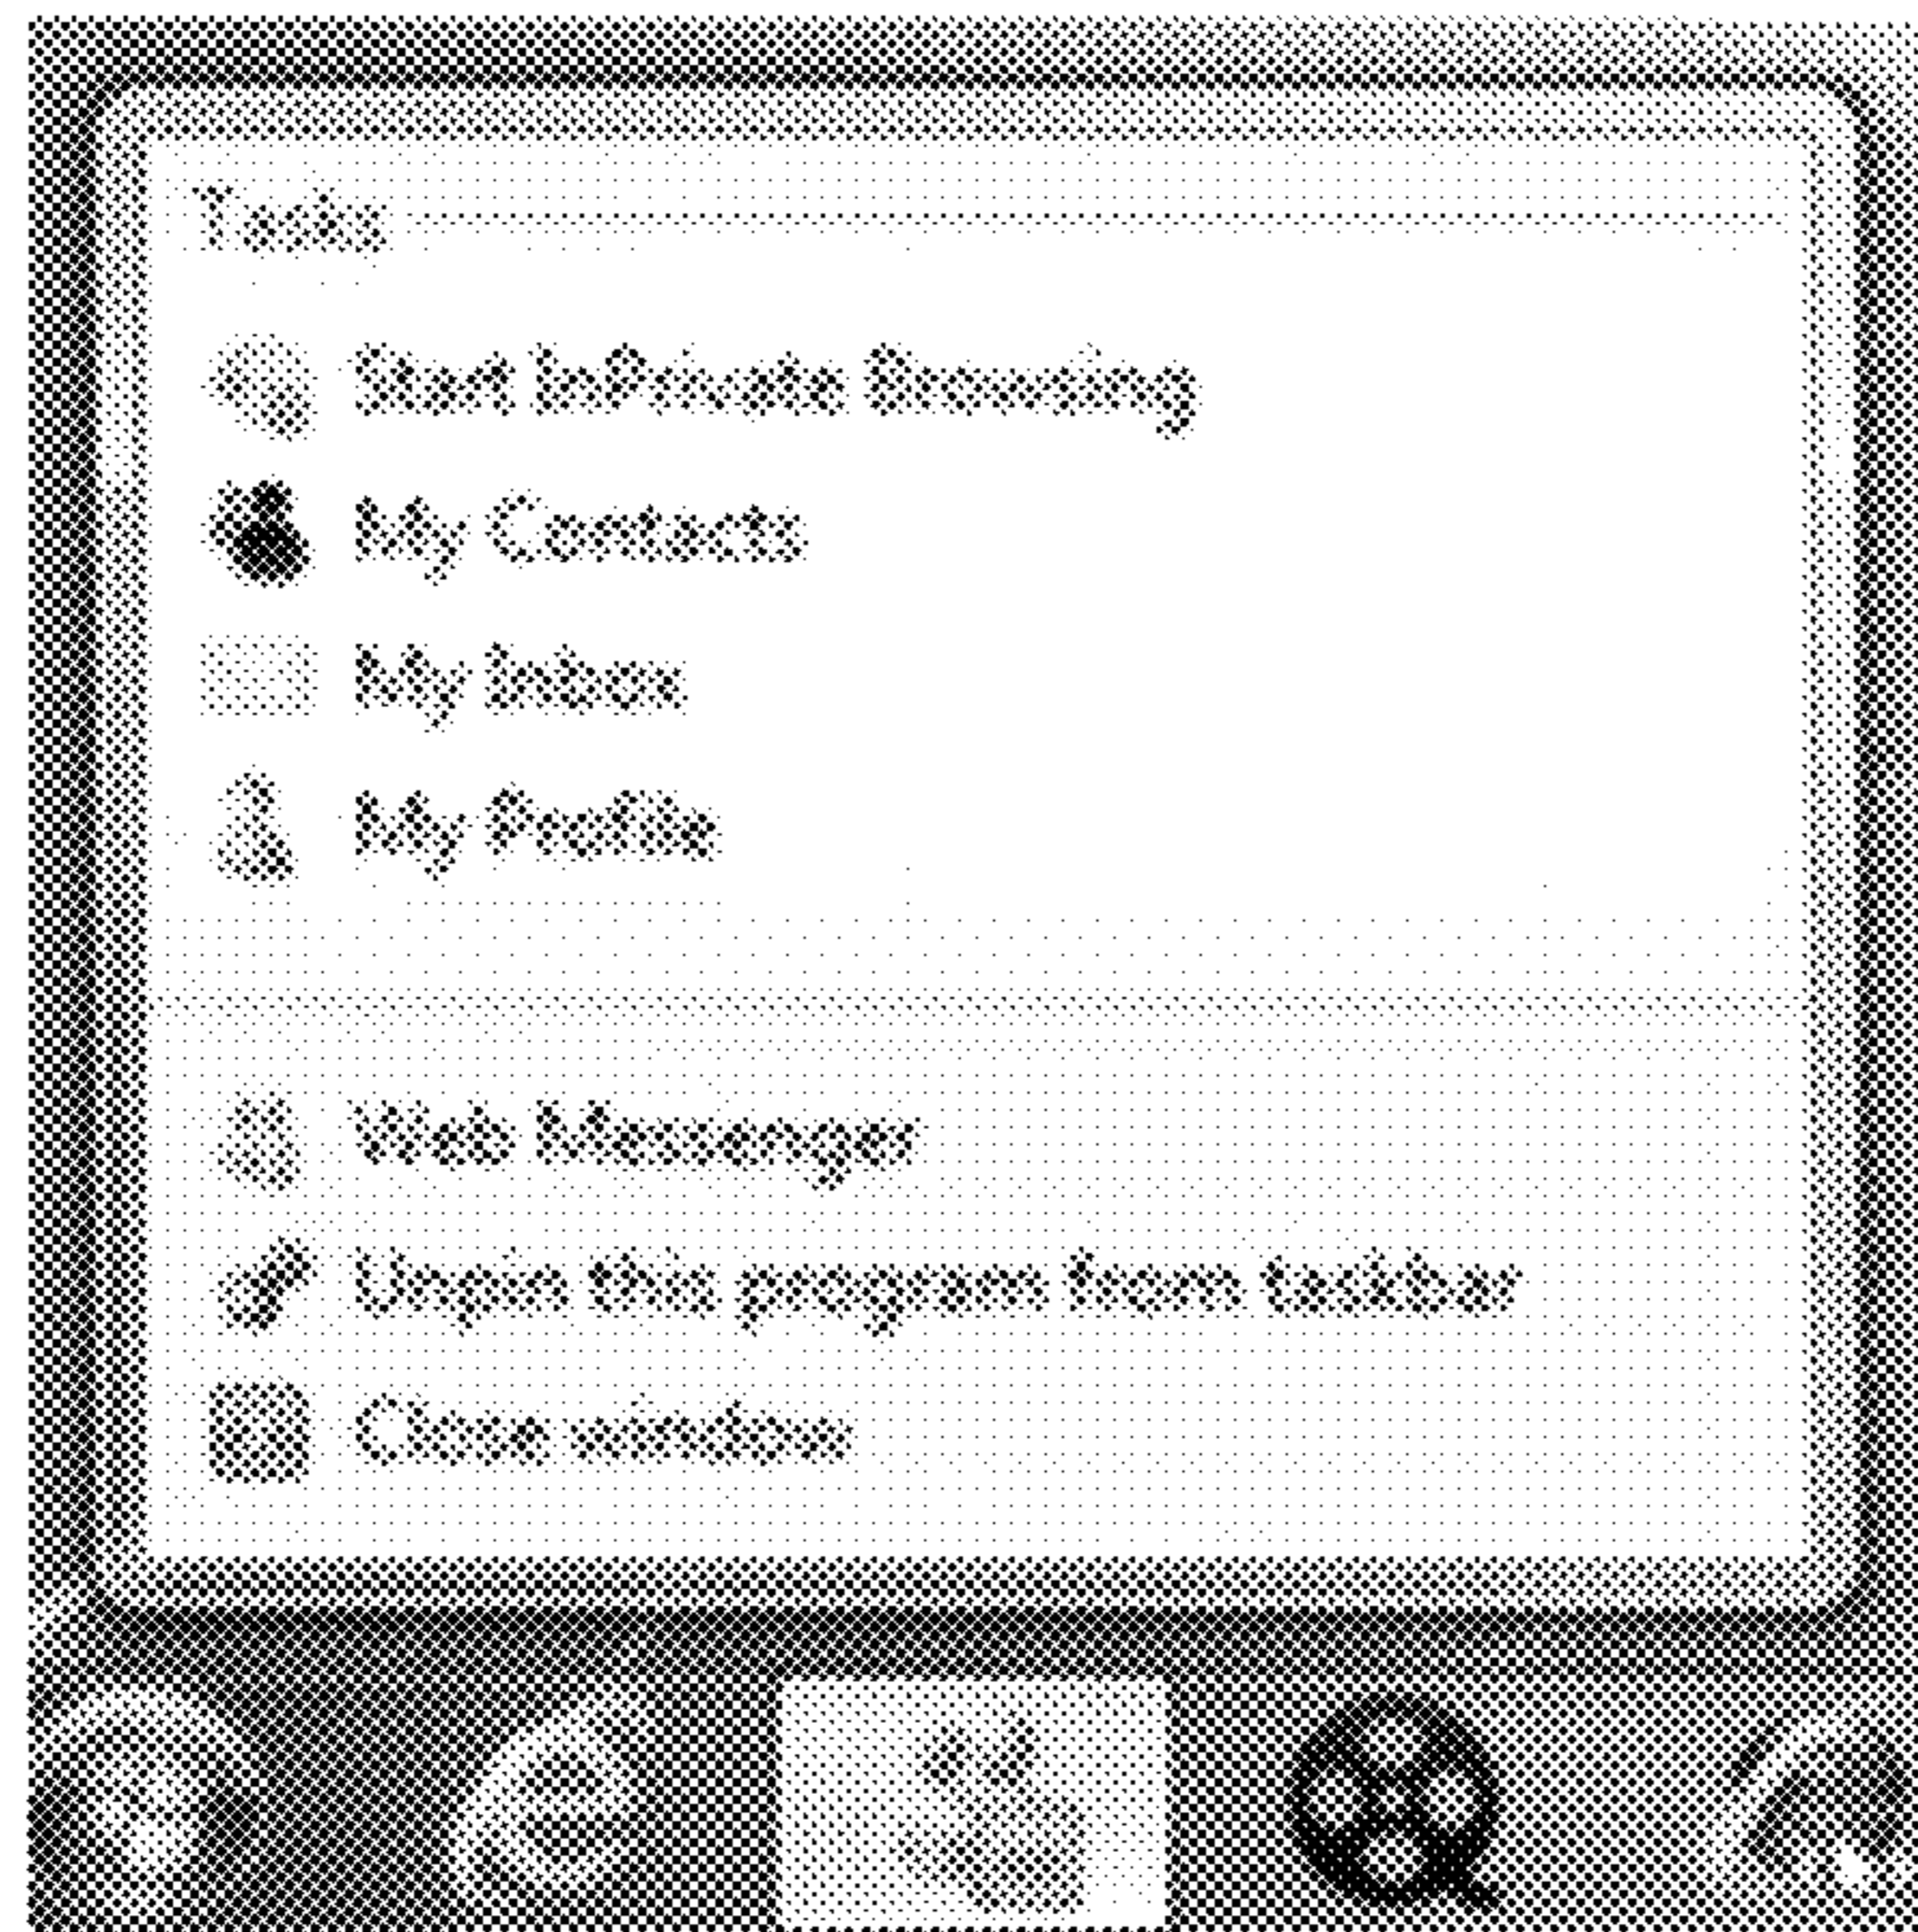 Tasks
Start InPrivate Browsing
My Contacts
My Inbox
My Profile
Web Messenger
Unpin this program from taskbar
Close window